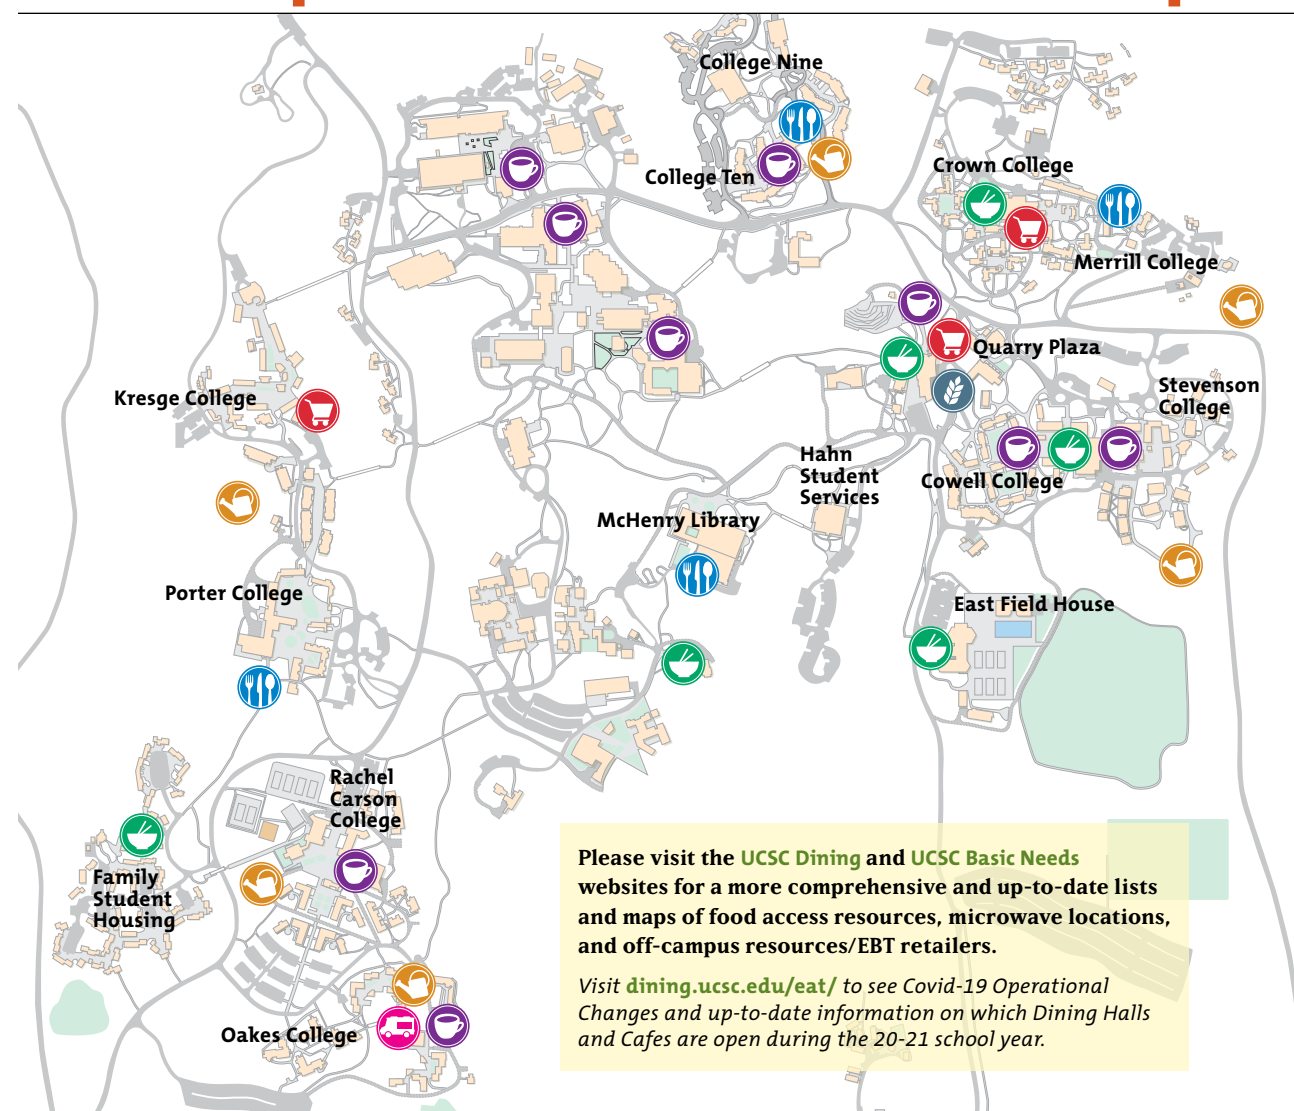 College Nine
College Ten
Crown College
Merrill College
Quarry Plaza
Kresge College
Stevenson
College
Hahn
Student
Services
Cowell College
McHenry Library
Porter College
East Field House
Rachel
Carson
College
Family
Student
Housing
Oakes College
Please visit the UCSC Dining and UCSC Basic Needs
websites for a more comprehensive and up-to-date lists
and maps of food access resources, microwave locations,
and off-campus resources/EBT retailers.
Visit dining.ucsc.edu/eat/ to see Covid-19 Operational
Changes and up-to-date information on which Dining Halls
and Cafes are open during the 20-21 school year.